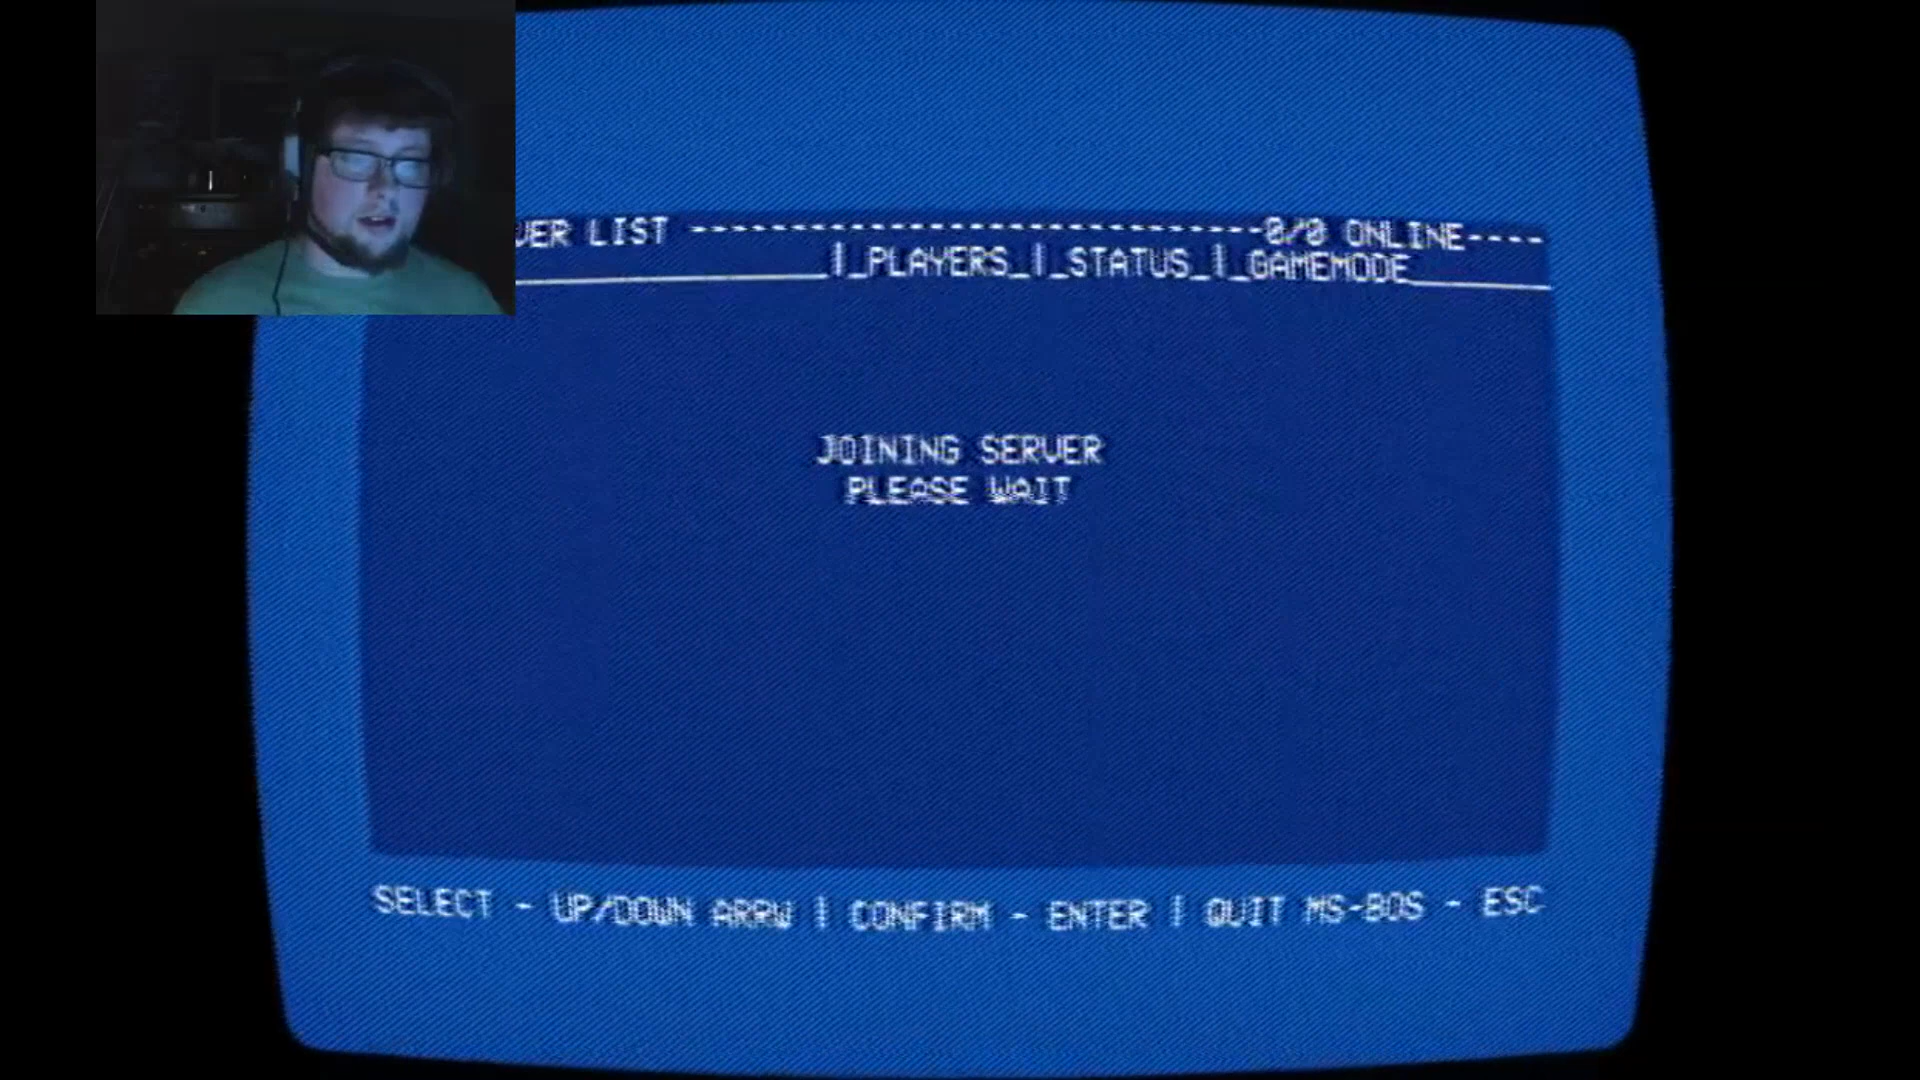 VER LIST ------------------------------0/0 ONLINE----
_|_PLAYERS_|_STATUS_|_GAMEMODE_
JOINING SERVER
PLEASE WAIT
SELECT - UP/DOWN ARRW | CONFIRM - ENTER | QUIT MS-BOS - ESC